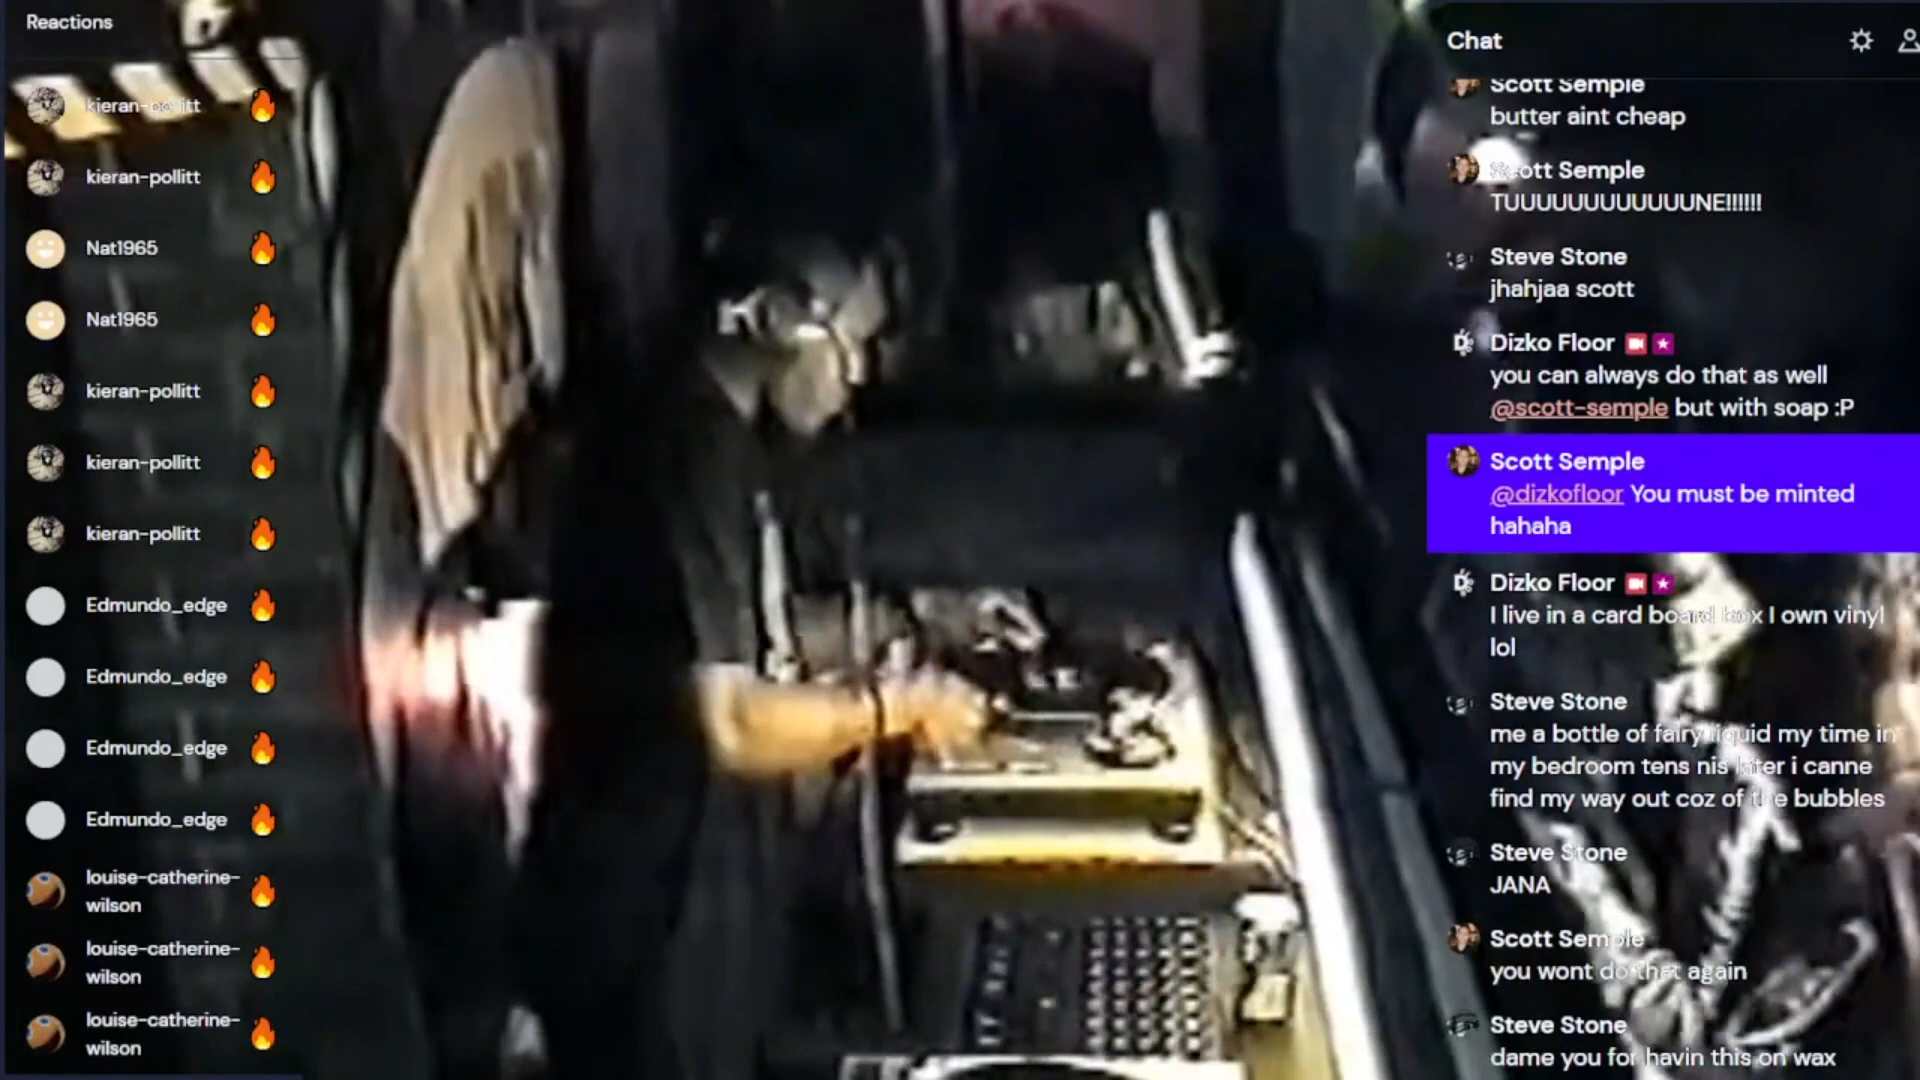 Reactions
kieran-pollitt
kieran-pollitt
Nat1965
Nat1965
kieran-pollitt
kieran-pollitt
kieran-pollitt
Edmundo_edge
Edmundo_edge
Edmundo_edge
Edmundo_edge
louise-catherine-
wilson
louise-catherine-
wilson
louise-catherine-
wilson
Chat
Scott Semple
butter aint cheap
Scott Semple
TUUUUUUUUUUUUNE!!!!!!
Steve Stone
jhahjaa scott
Dizko Floor
you can always do that as well
@scott-semple but with soap :P
Scott Semple
@dizkofloor You must be minted
hahaha
Dizko Floor
I live in a card board box I own vinyl
lol
Steve Stone
me a bottle of fairy liquid my time in
my bedroom tens nis later i canne
find my way out coz of the bubbles
Steve Stone
JANA
Scott Semple
you wont do that again
Steve Stone
dame you for havin this on wax